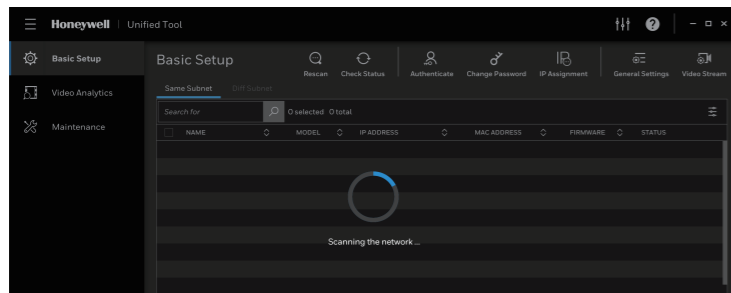 Honeywell | Unified Tool
Basic Setup
Video Analytics
Maintenance
Basic Setup
Rescan
Check Status
Authenticate
Change Password
IP Assignment
General Settings
Video Stream
Same Subnet
Diff Subnet
Search for
0 selected 0 total
NAME MODEL IP ADDRESS MAC ADDRESS FIRMWARE STATUS
Scanning the network ...